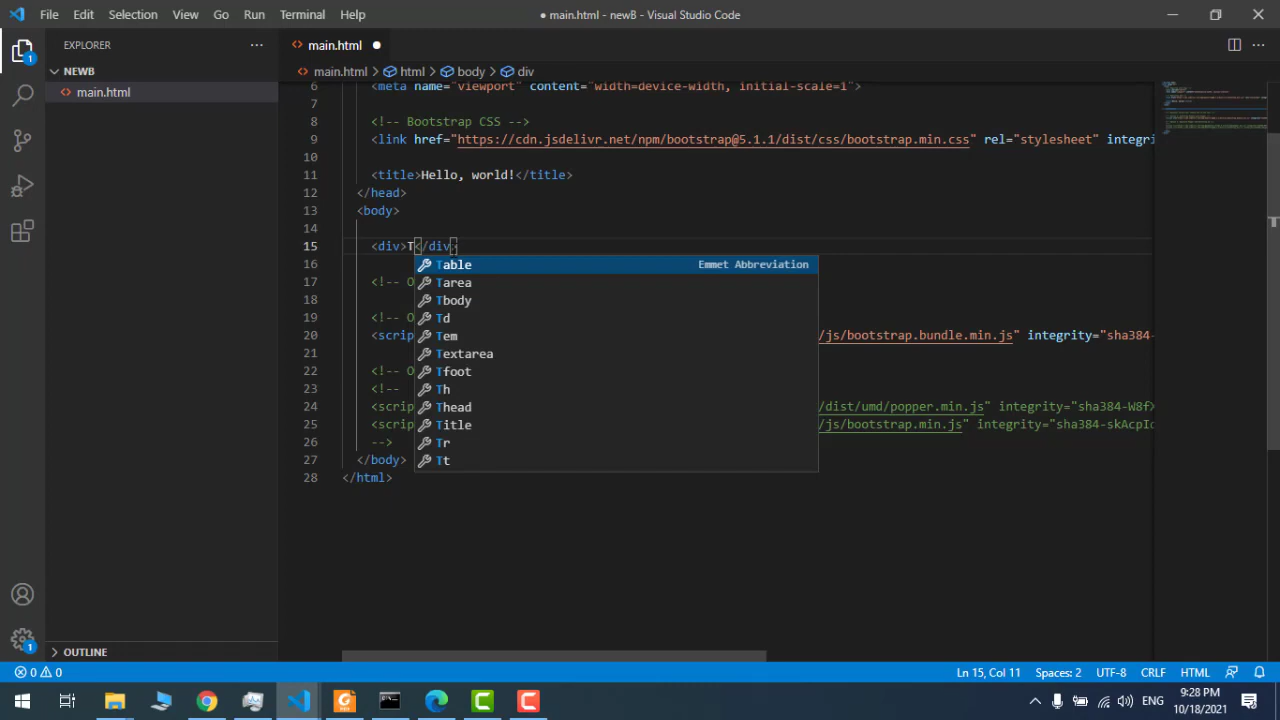 File Edit Selection View Go Run Terminal Help
● main.html - newB - Visual Studio Code
EXPLORER
main.html
NEWB
main.html > html > body > div
main.html
6 <meta name="viewport" content="width=device-width, initial-scale=1">
7
8 <!-- Bootstrap CSS -->
9 <link href="https://cdn.jsdelivr.net/npm/bootstrap@5.1.1/dist/css/bootstrap.min.css" rel="stylesheet" integri
10
11 <title>Hello, world!</title>
12 </head>
13 <body>
14
15 <div>T</div>
16 Table Emmet Abbreviation
Tarea
17 <!-- O
Tbody
18
19 <!-- O
Td
20 <scrip /js/bootstrap.bundle.min.js" integrity="sha384-
Tem
21
Textarea
22 <!-- O
Tfoot
23 <!--
Th
24 <scrip /dist/umd/popper.min.js" integrity="sha384-W8fX
Thead
25 <scrip /js/bootstrap.min.js" integrity="sha384-skAcpIo
Title
26 -->
Tr
27 </body>
Tt
28 </html>
OUTLINE
0 0 Ln 15, Col 11 Spaces: 2 UTF-8 CRLF HTML
ENG
9:28 PM
10/18/2021
1
1